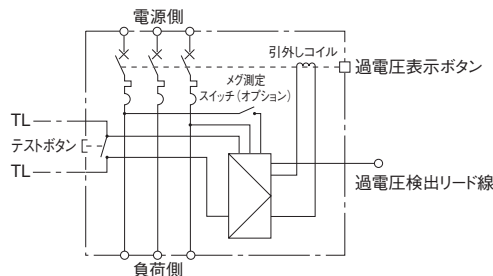 電源側
引外しコイル
過電圧表示ボタン
メグ測定
スイッチ(オプション)
TL
テストボタン
TL
過電圧検出リード線
負荷側